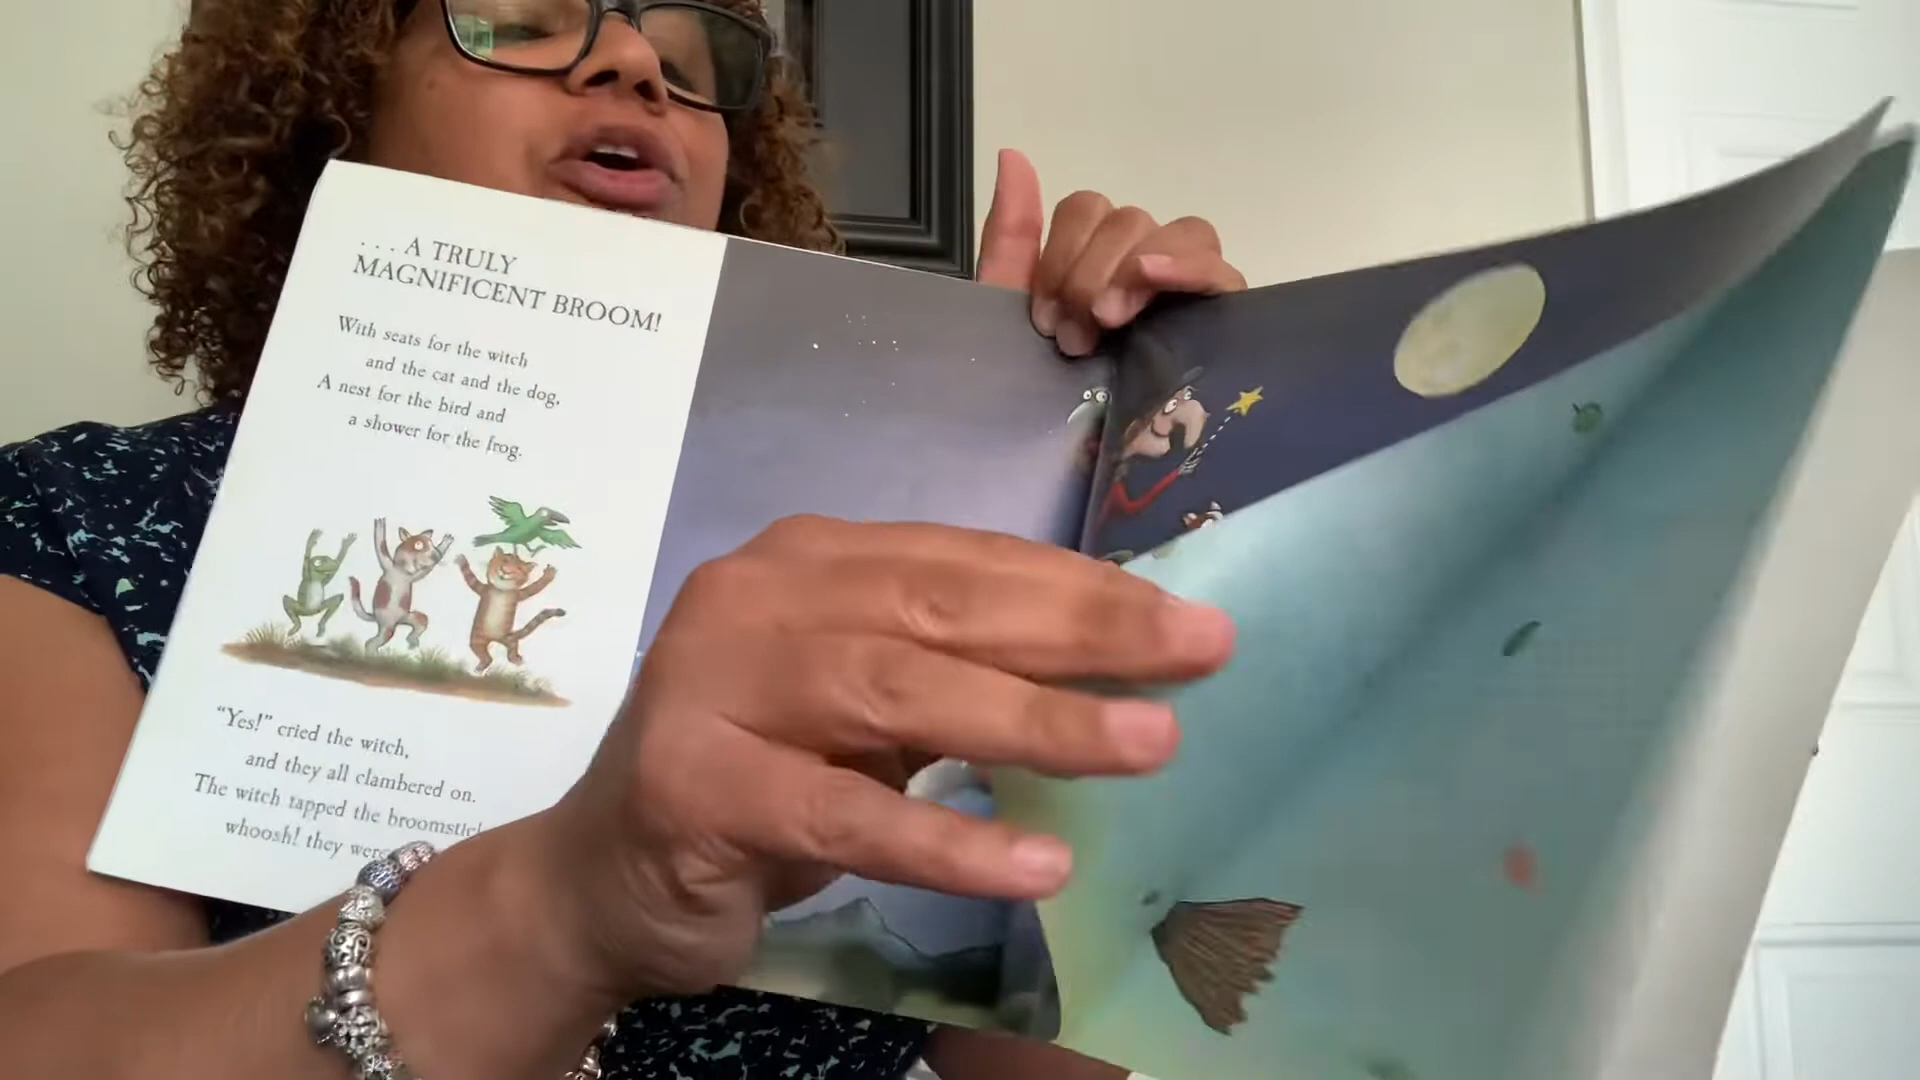 . . . A TRULY
MAGNIFICENT BROOM!
With seats for the witch
and the cat and the dog,
A nest for the bird and
a shower for the frog.
“Yes!” cried the witch,
and they all clambered on.
The witch tapped the
whoosh! they